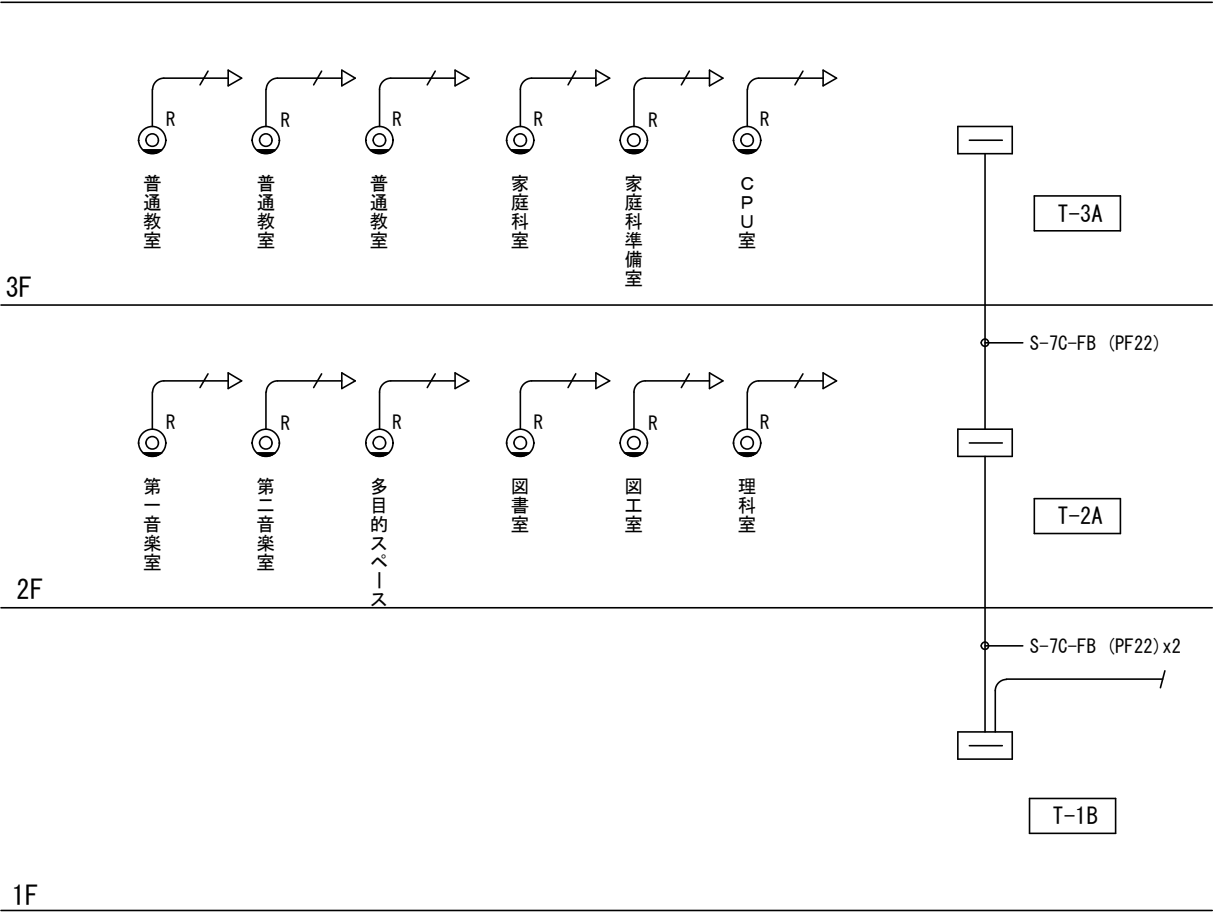 R
R
R
R
R
R
普通教室
普通教室
普通教室
家庭科室
家庭科準備室
CPU室
T-3A
3F
S-7C-FB (PF22)
R
R
R
R
R
R
第一音楽室
第二音楽室
多目的スペース
図書室
図工室
理科室
T-2A
2F
S-7C-FB (PF22)x2
T-1B
1F